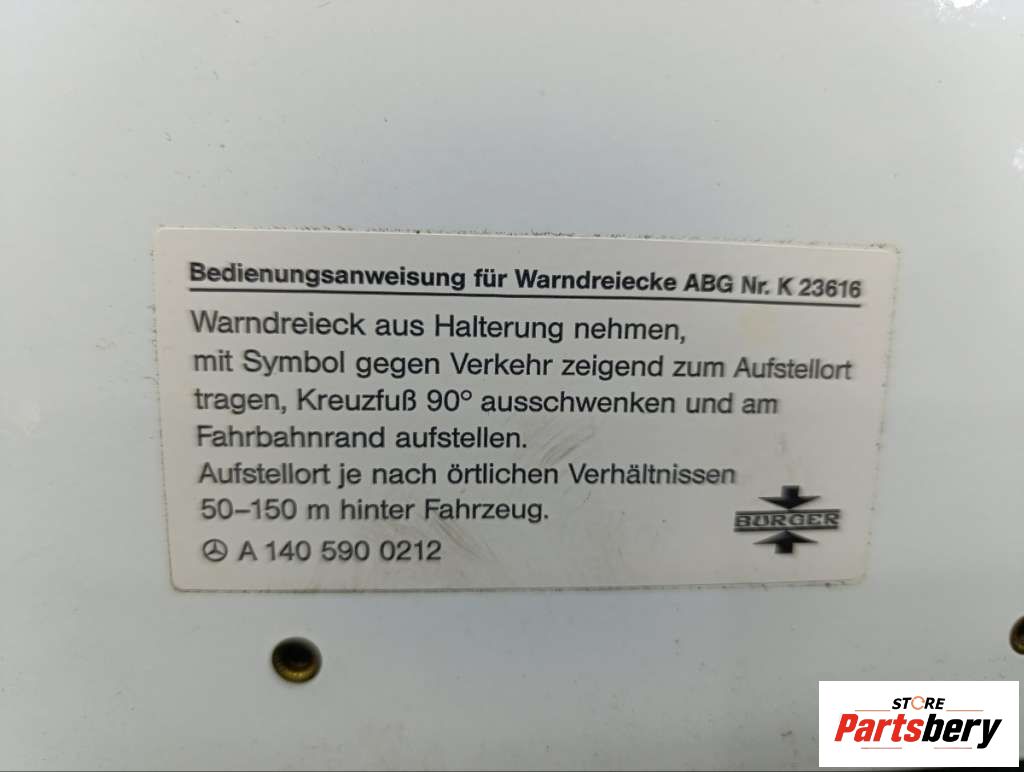 Bedienungsanweisung für Warndreiecke ABG Nr. K 23616
Warndreieck aus Halterung nehmen,
mit Symbol gegen Verkehr zeigend zum Aufstellort
tragen, Kreuzfuß 90° ausschwenken und am
Fahrbahnrand aufstellen.
Aufstellort je nach örtlichen Verhältnissen
50–150 m hinter Fahrzeug.
A 140 590 0212
BURGER
STORE
Partsbery